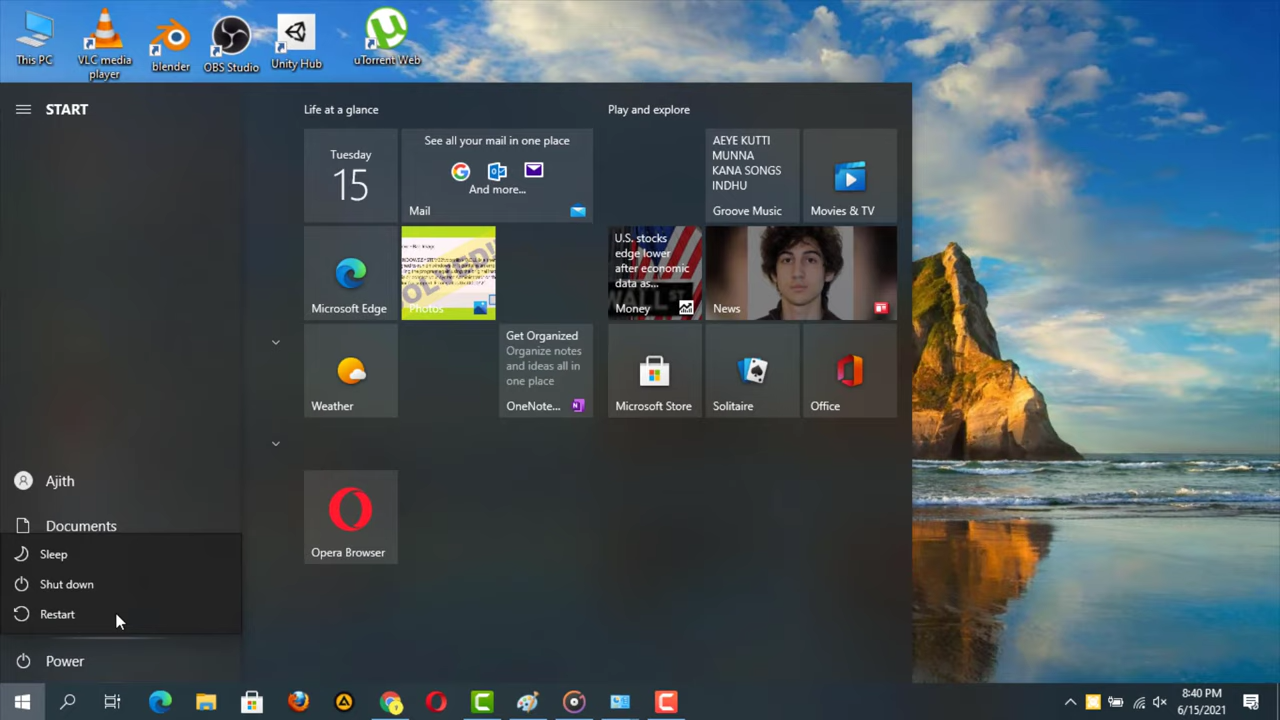 This PC
VLC media
player
blender
OBS Studio
Unity Hub
uTorrent Web
START
Life at a glance
Play and explore
Tuesday
15
See all your mail in one place
And more...
Mail
AEYE KUTTI
MUNNA
KANA SONGS
INDHU
Groove Music
Movies & TV
Microsoft Edge
Photos
U.S. stocks
edge lower
after economic
data as...
Money
News
Weather
Get Organized
Organize notes
and ideas all in
one place
OneNote...
Microsoft Store
Solitaire
Office
Opera Browser
Ajith
Documents
Sleep
Shut down
Restart
Power
8:40 PM
6/15/2021